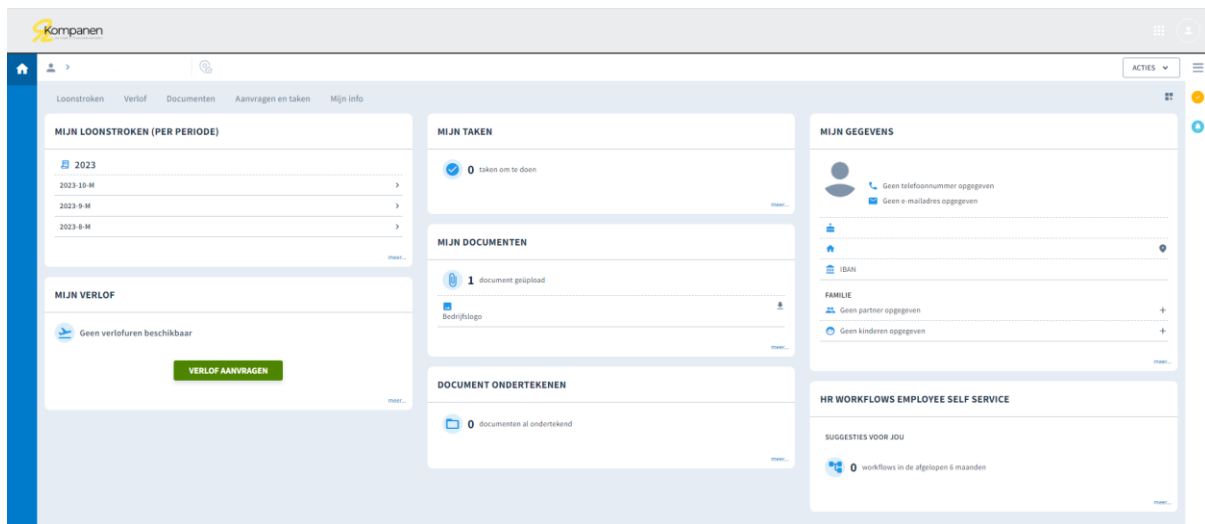 Kompanen
ACTIES
Loonstroken Verlof Documenten Aanvragen en taken Mijn info
MIJN LOONSTROKEN (PER PERIODE)
2023
2023-10-M
2023-9-M
2023-8-M
meer...
MIJN VERLOF
Geen verlofuren beschikbaar
VERLOF AANVRAGEN
meer...
MIJN TAKEN
0 taken om te doen
meer...
MIJN DOCUMENTEN
1 document geüpload
Bedrijfslogo
meer...
DOCUMENT ONDERTEKENEN
0 documenten al ondertekend
meer...
MIJN GEGEVENS
Geen telefoonnummer opgegeven
Geen e-mailadres opgegeven
IBAN
FAMILIE
Geen partner opgegeven
Geen kinderen opgegeven
meer...
HR WORKFLOWS EMPLOYEE SELF SERVICE
SUGGESTIES VOOR JOU
0 workflows in de afgelopen 6 maanden
meer...